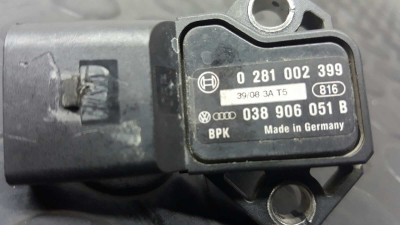 0 281 002 399
39/08 3A T5 816
038 906 051 B
BPK Made in Germany